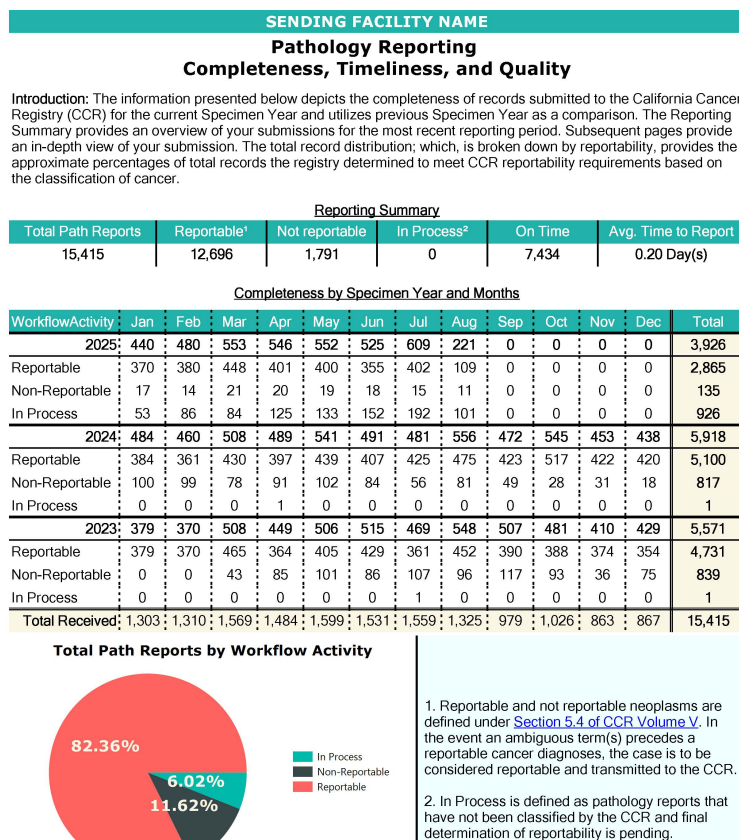 SENDING FACILITY NAME
Pathology Reporting
Completeness, Timeliness, and Quality
Introduction: The information presented below depicts the completeness of records submitted to the California Cancer
Registry (CCR) for the current Specimen Year and utilizes previous Specimen Year as a comparison. The Reporting
Summary provides an overview of your submissions for the most recent reporting period. Subsequent pages provide
an in-depth view of your submission. The total record distribution; which, is broken down by reportability, provides the
approximate percentages of total records the registry determined to meet CCR reportability requirements based on
the classification of cancer.
Reporting Summary
Total Path Reports Reportable¹ Not reportable In Process² On Time Avg. Time to Report
15,415 12,696 1,791 0 7,434 0.20 Day(s)
Completeness by Specimen Year and Months
WorkflowActivity Jan Feb Mar Apr May Jun Jul Aug Sep Oct Nov Dec Total
2025 440 480 553 546 552 525 609 221 0 0 0 0 3,926
Reportable 370 380 448 401 400 355 402 109 0 0 0 0 2,865
Non-Reportable 17 14 21 20 19 18 15 11 0 0 0 0 135
In Process 53 86 84 125 133 152 192 101 0 0 0 0 926
2024 484 460 508 489 541 491 481 556 472 545 453 438 5,918
Reportable 384 361 430 397 439 407 425 475 423 517 422 420 5,100
Non-Reportable 100 99 78 91 102 84 56 81 49 28 31 18 817
In Process 0 0 0 1 0 0 0 0 0 0 0 0 1
2023 379 370 508 449 506 515 469 548 507 481 410 429 5,571
Reportable 379 370 465 364 405 429 361 452 390 388 374 354 4,731
Non-Reportable 0 0 43 85 101 86 107 96 117 93 36 75 839
In Process 0 0 0 0 0 0 1 0 0 0 0 0 1
Total Received 1,303 1,310 1,569 1,484 1,599 1,531 1,559 1,325 979 1,026 863 867 15,415
Total Path Reports by Workflow Activity
82.36%
6.02%
11.62%
In Process
Non-Reportable
Reportable
1. Reportable and not reportable neoplasms are
defined under Section 5.4 of CCR Volume V. In
the event an ambiguous term(s) precedes a
reportable cancer diagnoses, the case is to be
considered reportable and transmitted to the CCR.
2. In Process is defined as pathology reports that
have not been classified by the CCR and final
determination of reportability is pending.